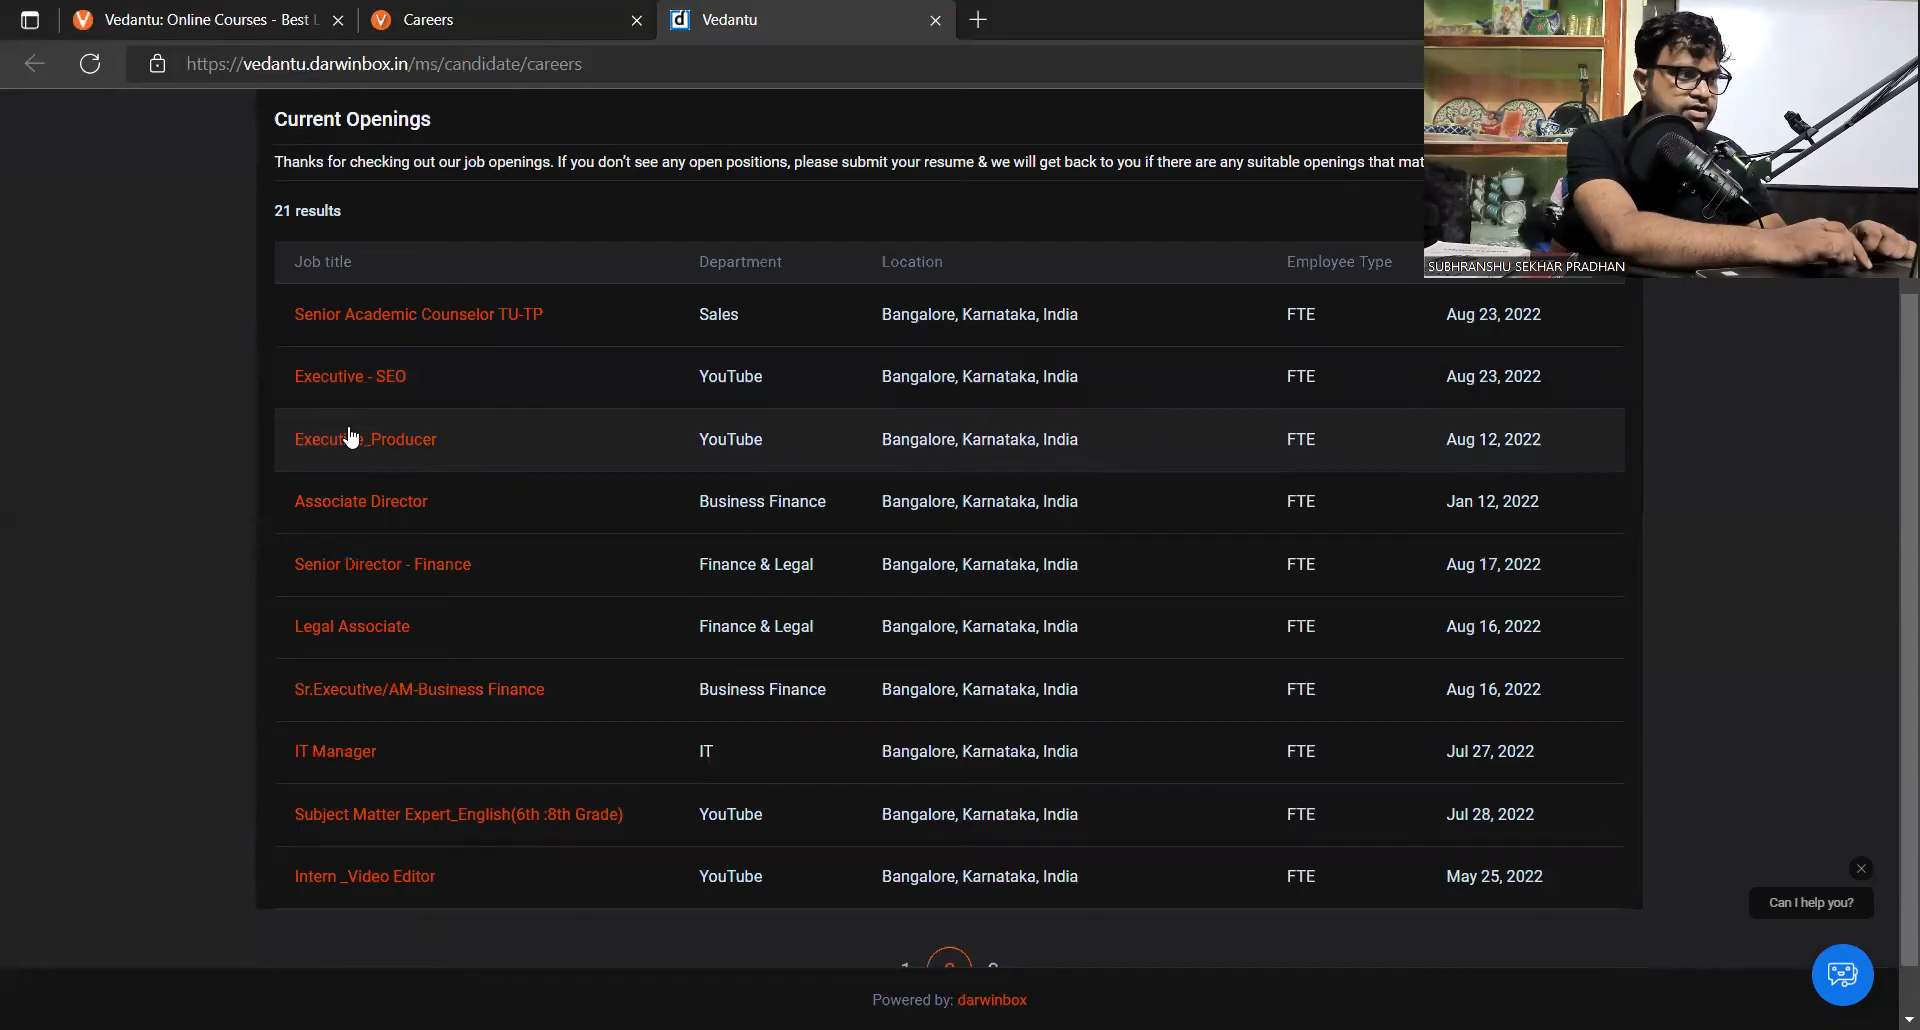 Vedantu: Online Courses - Best L
Careers
Vedantu
https://vedantu.darwinbox.in/ms/candidate/careers
Current Openings
Thanks for checking out our job openings. If you don't see any open positions, please submit your resume & we will get back to you if there are any suitable openings that mat
21 results
Job title Department Location Employee Type
SUBHRANSHU SEKHAR PRADHAN
Senior Academic Counselor TU-TP Sales Bangalore, Karnataka, India FTE Aug 23, 2022
Executive - SEO YouTube Bangalore, Karnataka, India FTE Aug 23, 2022
Executive_Producer YouTube Bangalore, Karnataka, India FTE Aug 12, 2022
Associate Director Business Finance Bangalore, Karnataka, India FTE Jan 12, 2022
Senior Director - Finance Finance & Legal Bangalore, Karnataka, India FTE Aug 17, 2022
Legal Associate Finance & Legal Bangalore, Karnataka, India FTE Aug 16, 2022
Sr.Executive/AM-Business Finance Business Finance Bangalore, Karnataka, India FTE Aug 16, 2022
IT Manager IT Bangalore, Karnataka, India FTE Jul 27, 2022
Subject Matter Expert_English(6th :8th Grade) YouTube Bangalore, Karnataka, India FTE Jul 28, 2022
Intern _Video Editor YouTube Bangalore, Karnataka, India FTE May 25, 2022
Can I help you?
Powered by: darwinbox